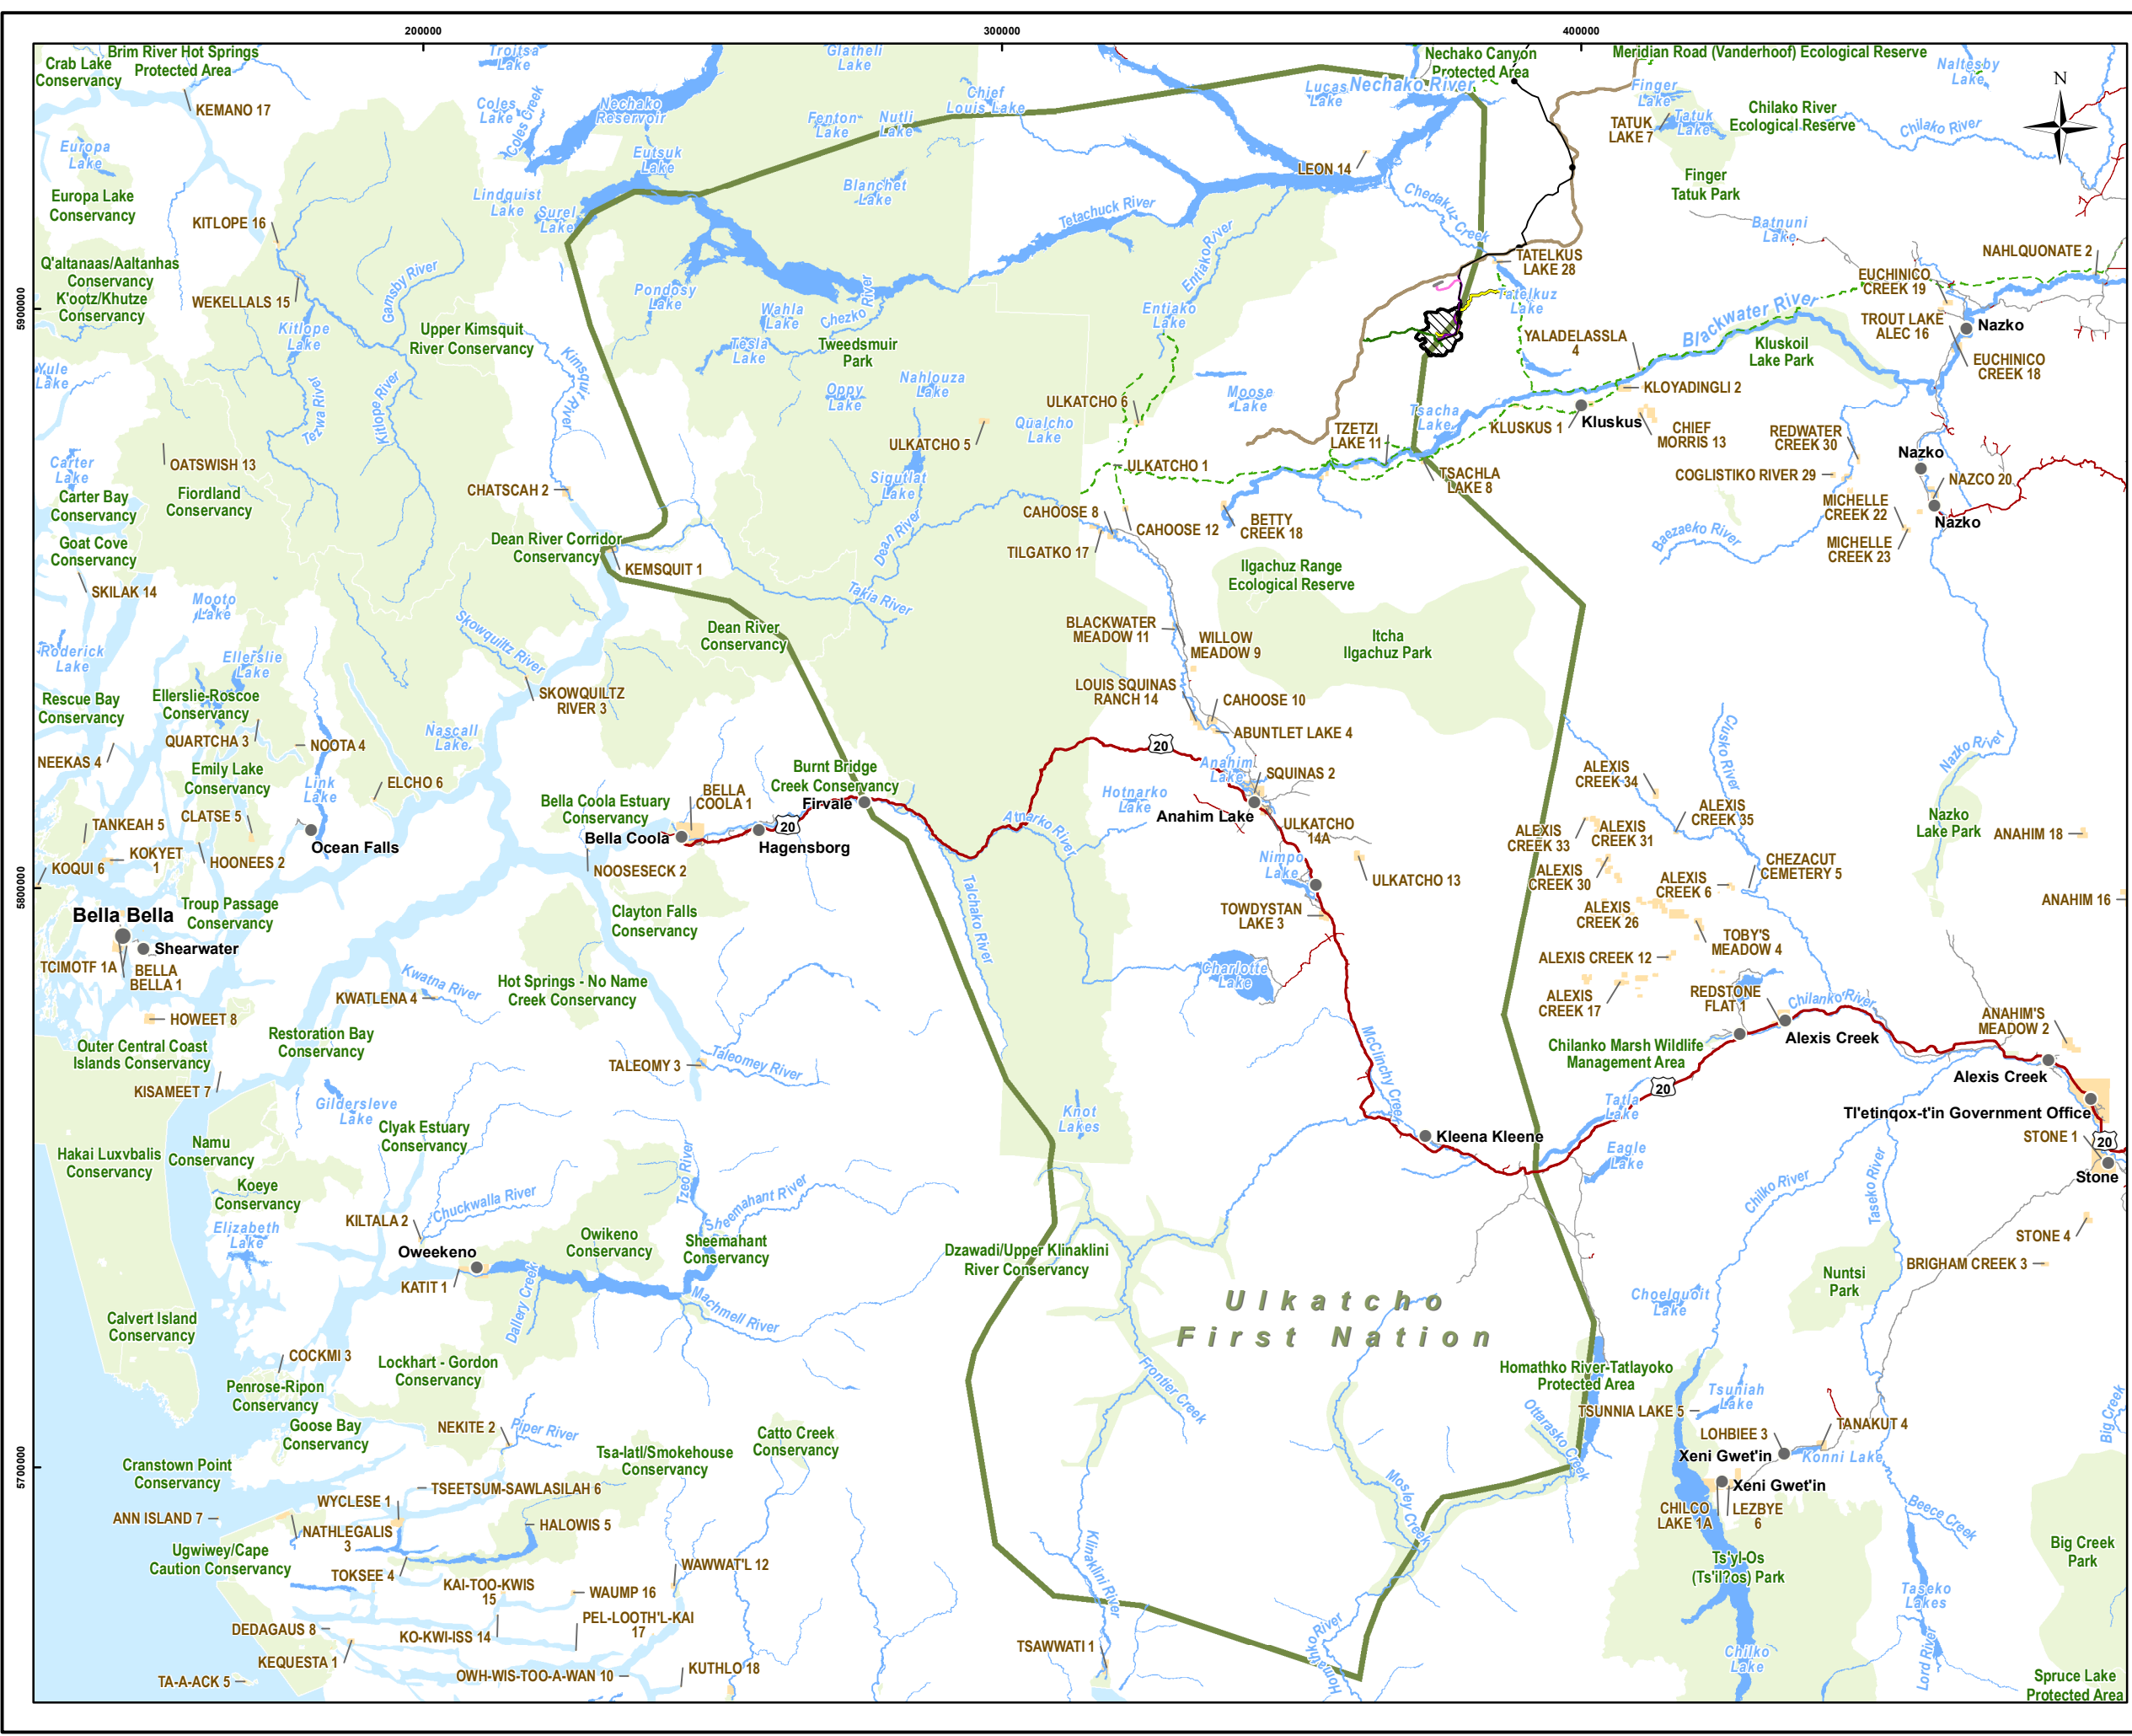 200000
300000
400000
5900000
5800000
5700000
N
Crab Lake
Conservancy
Brim River Hot Springs
Protected Area
KEMANO 17
Troitsa
Lake
Coles
Lake
Coles Creek
Nechako
Reservoir
Glatheli
Lake
Fenton
Lake
Nutli
Lake
Chief
Louis Lake
Lucas
Lake
Nechako River
Nechako Canyon
Protected Area
Meridian Road (Vanderhoof) Ecological Reserve
Finger
Lake
TATUK
LAKE 7
Tatuk
Lake
Chilako River
Ecological Reserve
Naltesby
Lake
Chilako River
Finger
Tatuk Park
Europa
Lake
Europa Lake
Conservancy
KITLOPE 16
Lindquist
Lake
Surel
Lake
Eutsuk
Lake
Blanchet
Lake
Tetachuck River
LEON 14
Chedakuz Creek
Entiako River
Batnuni
Lake
NAHLQUONATE 2
Q'altanaas/Aaltanhas
Conservancy
K'ootz/Khutze
Conservancy
WEKELLALS 15
Gamsby River
Kitlope
Lake
Upper Kimsquit
River Conservancy
Kimsquit River
Tezwa River
Kitlope River
Pondosy
Lake
Wahla
Lake
Chezko River
Tesla
Lake
Tweedsmuir
Park
Oppy
Lake
Nahlouza
Lake
Entiako
Lake
TATELKUS
LAKE 28
Tatelkuz
Lake
EUCHINICO
CREEK 19
TROUT LAKE
ALEC 16
Nazko
EUCHINICO
CREEK 18
Blackwater River
YALADELASSLA
4
Kluskoil
Lake Park
KLOYADINGLI 2
Yule
Lake
ULKATCHO 6
ULKATCHO 5
Qualcho
Lake
Moose
Lake
TZETZI
LAKE 11
Tsacha
Lake
KLUSKUS 1
Kluskus
CHIEF
MORRIS 13
REDWATER
CREEK 30
COGLISTIKO RIVER 29
Nazko
NAZCO 20
MICHELLE
CREEK 22
Nazko
MICHELLE
CREEK 23
Baezaeko River
Carter
Lake
OATSWISH 13
Carter Bay
Conservancy
Fiordland
Conservancy
CHATSCAH 2
Sigutlat
Lake
ULKATCHO 1
TSACHLA
LAKE 8
Goat Cove
Conservancy
Dean River Corridor
Conservancy
KEMSQUIT 1
Dean River
CAHOOSE 8
CAHOOSE 12
TILGATKO 17
BETTY
CREEK 18
Ilgachuz Range
Ecological Reserve
SKILAK 14
Mooto
Lake
Skowquiltz River
Takia River
Dean River
Conservancy
BLACKWATER
MEADOW 11
WILLOW
MEADOW 9
Itcha
Ilgachuz Park
Roderick
Lake
Ellerslie
Lake
Rescue Bay
Conservancy
Ellerslie-Roscoe
Conservancy
SKOWQUILTZ
RIVER 3
LOUIS SQUINAS
RANCH 14
CAHOOSE 10
ABUNTLET LAKE 4
Nascall
Lake
QUARTCHA 3
NOOTA 4
NEEKAS 4
Emily Lake
Conservancy
Link
Lake
ELCHO 6
20
Anahim
Lake
SQUINAS 2
Clusko River
Nazko River
ALEXIS
CREEK 34
Burnt Bridge
Creek Conservancy
Firvale
Bella Coola Estuary
Conservancy
BELLA
COOLA 1
Bella Coola
20
Hagensborg
Hotnarko
Lake
Atnarko River
Anahim Lake
ULKATCHO
14A
ALEXIS
CREEK 35
ALEXIS
CREEK 33
ALEXIS
CREEK 31
Nazko
Lake Park
ANAHIM 18
TANKEAH 5
CLATSE 5
Ocean Falls
KOKYET
1
KOQUI 6
HOONEES 2
NOOSESECK 2
Nimpo
Lake
ULKATCHO 13
ALEXIS
CREEK 30
ALEXIS
CREEK 6
CHEZACUT
CEMETERY 5
ANAHIM 16
Bella Bella
Troup Passage
Conservancy
Clayton Falls
Conservancy
Talchako River
TOWDYSTAN
LAKE 3
ALEXIS
CREEK 26
TOBY'S
MEADOW 4
Shearwater
TCIMOTF 1A
BELLA
BELLA 1
Kwatna River
Hot Springs - No Name
Creek Conservancy
KWATLENA 4
Charlotte
Lake
ALEXIS CREEK 12
ALEXIS
CREEK 17
REDSTONE
FLAT 1
Chilanko River
HOWEET 8
Restoration Bay
Conservancy
Outer Central Coast
Islands Conservancy
KISAMEET 7
TALEOMY 3
Taleomey River
McClinchy Creek
Chilanko Marsh Wildlife
Management Area
Alexis Creek
ANAHIM'S
MEADOW 2
Alexis Creek
20
Tatla
Lake
Tl'etinqox-t'in Government Office
STONE 1
20
Stone
Gildersleve
Lake
Clyak Estuary
Conservancy
Knot
Lakes
Kleena Kleene
Eagle
Lake
Hakai Luxvbalis
Conservancy
Namu
Conservancy
Koeye
Conservancy
Tzeo River
Sheemahant River
Chilko River
Taseko River
STONE 4
BRIGHAM CREEK 3
Chuckwalla River
KILTALA 2
Elizabeth
Lake
Oweekeno
KATIT 1
Owikeno
Conservancy
Sheemahant
Conservancy
Dzawadi/Upper Klinaklini
River Conservancy
Dallery Creek
Machmell River
Ulkatcho
First Nation
Choelquoit
Lake
Nuntsi
Park
Calvert Island
Conservancy
COCKMI 3
Lockhart - Gordon
Conservancy
Penrose-Ripon
Conservancy
Frontier Creek
Homathko River-Tatlayoko
Protected Area
TSUNNIA LAKE 5
Tsuniah
Lake
Ottarasko Creek
Goose Bay
Conservancy
NEKITE 2
Piper River
Catto Creek
Conservancy
Tsa-latl/Smokehouse
Conservancy
LOHBIEE 3
TANAKUT 4
Xeni Gwet'in
Konni Lake
Xeni Gwet'in
Big Creek
Cranstown Point
Conservancy
TSEETSUM-SAWLASILAH 6
WYCLESE 1
ANN ISLAND 7
NATHLEGALIS
3
HALOWIS 5
Mosley Creek
CHILCO
LAKE 1A
LEZBYE
6
Beece Creek
Ugwiwey/Cape
Caution Conservancy
TOKSEE 4
WAWWAT'L 12
KAI-TOO-KWIS
15
WAUMP 16
Klinaklini River
Ts'yl-Os
(Ts'il?os) Park
Big Creek
Park
Taseko
Lakes
PEL-LOOTH'L-KAI
17
DEDAGAUS 8
KO-KWI-ISS 14
KEQUESTA 1
TSAWWATI 1
Homathko River
Chilko
Lake
Lord River
TA-A-ACK 5
OWH-WIS-TOO-A-WAN 10
KUTHLO 18
Spruce Lake
Protected Area